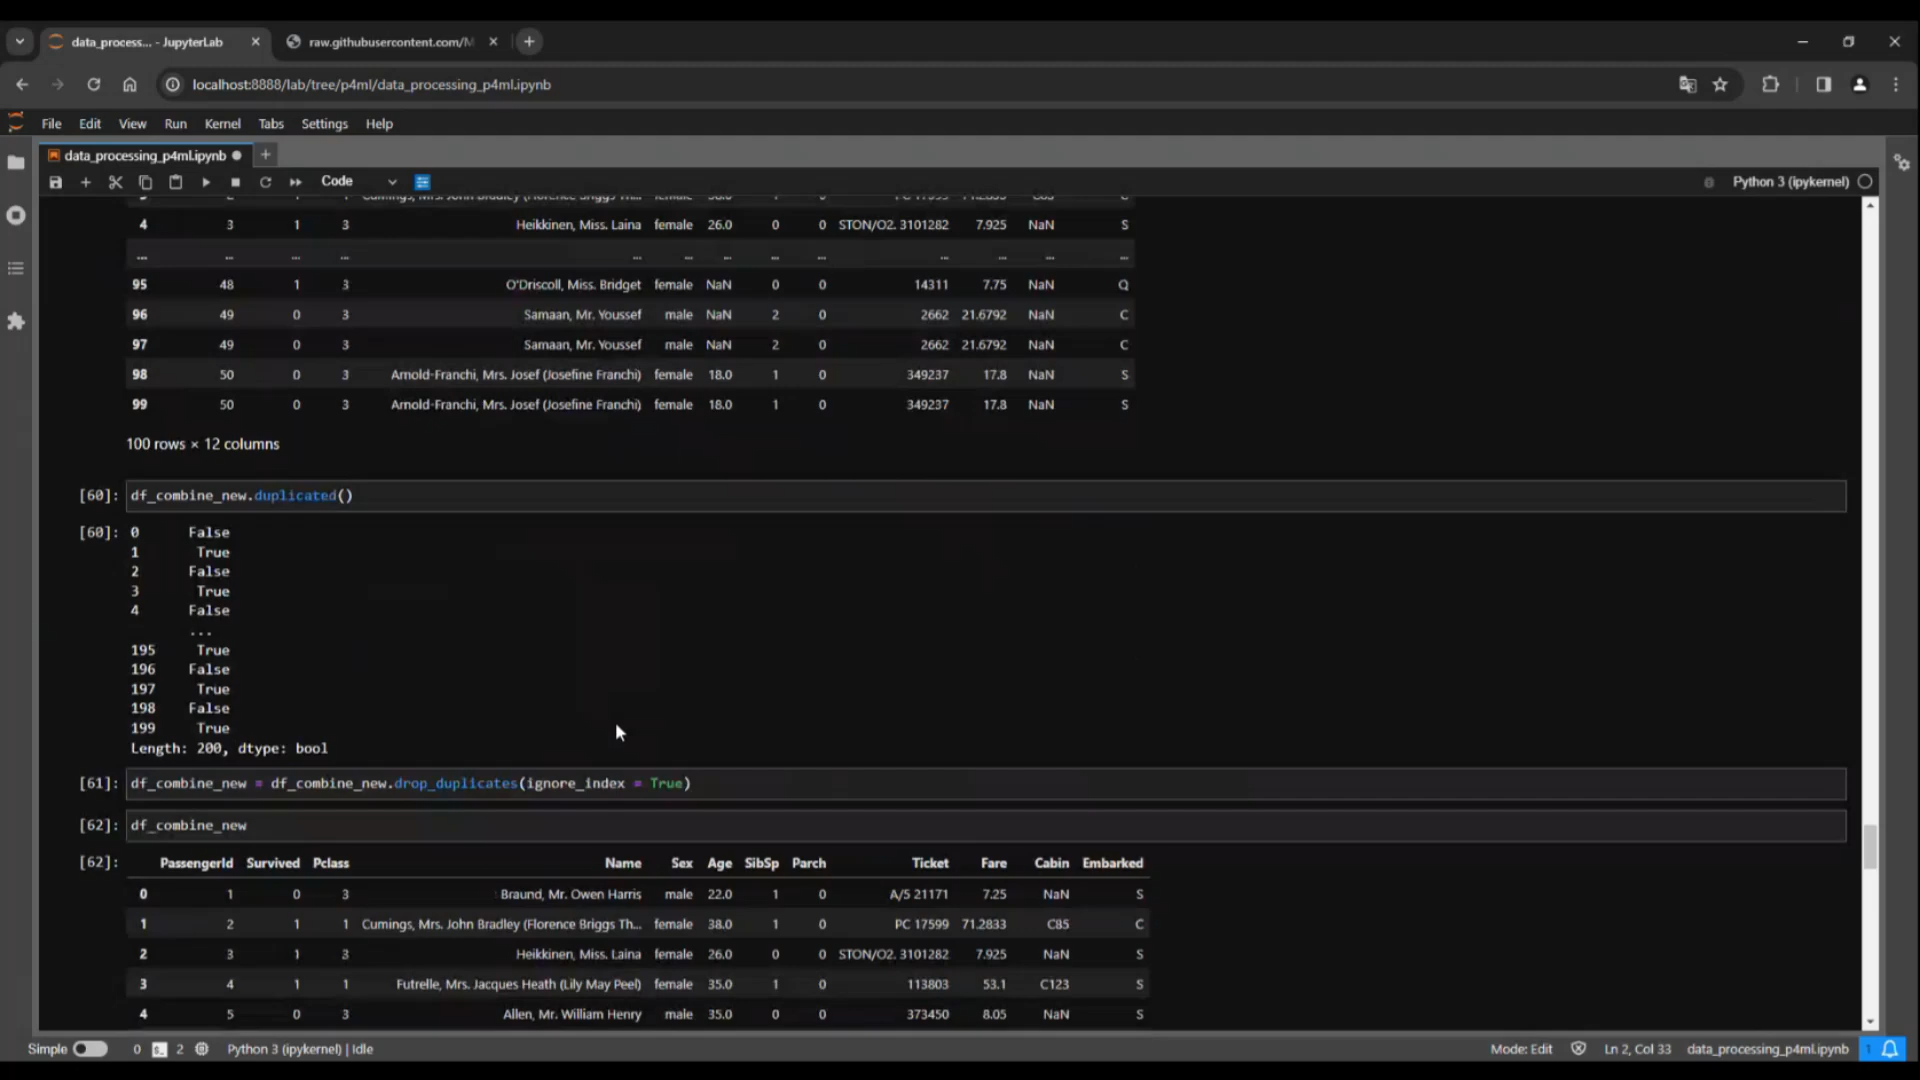 data_process... - JupyterLab
raw.githubusercontent.com/M
localhost:8888/lab/tree/p4ml/data_processing_p4ml.ipynb
File Edit View Run Kernel Tabs Settings Help
data_processing_p4ml.ipynb
Code
Python 3 (ipykernel)
4 3 1 3 Heikkinen, Miss. Laina female 26.0 0 0 STON/O2. 3101282 7.925 NaN S
... ... ... ... ... ... ... ... ... ... ... ... ...
95 48 1 3 O'Driscoll, Miss. Bridget female NaN 0 0 14311 7.75 NaN Q
96 49 0 3 Samaan, Mr. Youssef male NaN 2 0 2662 21.6792 NaN C
97 49 0 3 Samaan, Mr. Youssef male NaN 2 0 2662 21.6792 NaN C
98 50 0 3 Arnold-Franchi, Mrs. Josef (Josefine Franchi) female 18.0 1 0 349237 17.8 NaN S
99 50 0 3 Arnold-Franchi, Mrs. Josef (Josefine Franchi) female 18.0 1 0 349237 17.8 NaN S
100 rows × 12 columns
[60]: df_combine_new.duplicated()
[60]: 0 False
1 True
2 False
3 True
4 False
...
195 True
196 False
197 True
198 False
199 True
Length: 200, dtype: bool
[61]: df_combine_new = df_combine_new.drop_duplicates(ignore_index = True)
[62]: df_combine_new
[62]: PassengerId Survived Pclass Name Sex Age SibSp Parch Ticket Fare Cabin Embarked
0 1 0 3 Braund, Mr. Owen Harris male 22.0 1 0 A/5 21171 7.25 NaN S
1 2 1 1 Cumings, Mrs. John Bradley (Florence Briggs Th... female 38.0 1 0 PC 17599 71.2833 C85 C
2 3 1 3 Heikkinen, Miss. Laina female 26.0 0 0 STON/O2. 3101282 7.925 NaN S
3 4 1 1 Futrelle, Mrs. Jacques Heath (Lily May Peel) female 35.0 1 0 113803 53.1 C123 S
4 5 0 3 Allen, Mr. William Henry male 35.0 0 0 373450 8.05 NaN S
Simple 0 2 Python 3 (ipykernel) | Idle Mode: Edit Ln 2, Col 33 data_processing_p4ml.ipynb 1